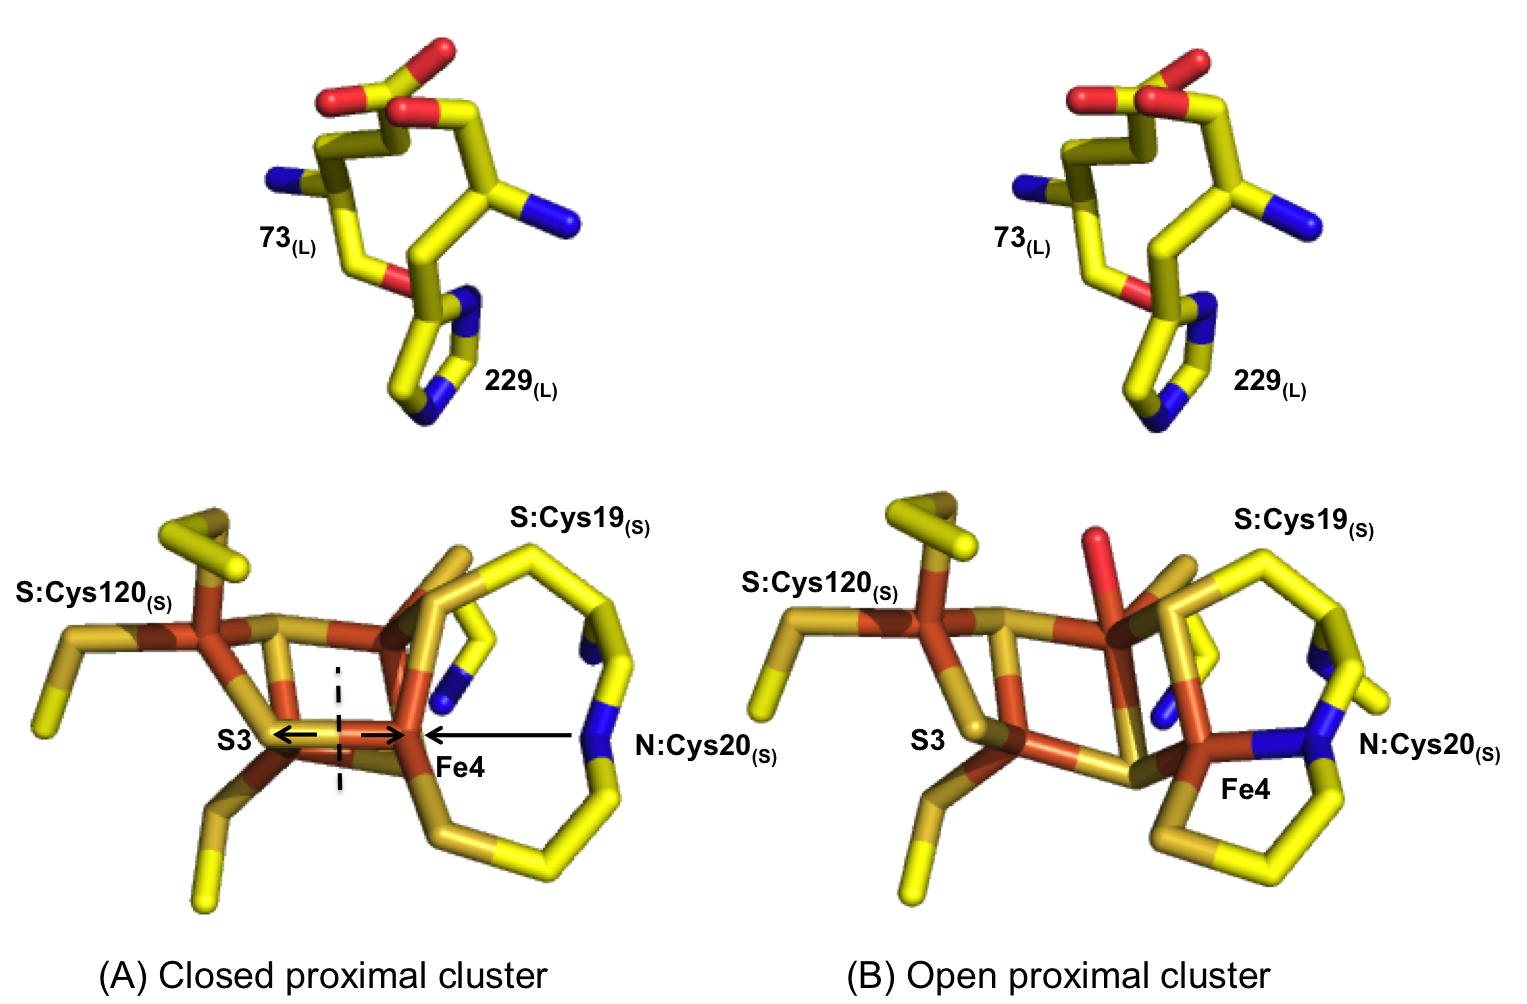 73(L)
229(L)
S:Cys19(S)
S:Cys120(S)
S3
Fe4
N:Cys20(S)
(A) Closed proximal cluster
73(L)
229(L)
S:Cys19(S)
S:Cys120(S)
S3
Fe4
N:Cys20(S)
(B) Open proximal cluster